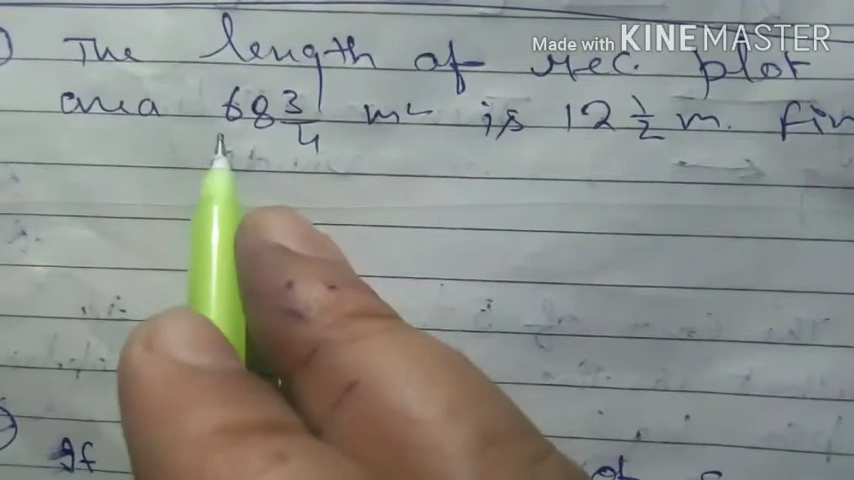 Made with KINEMASTER
) The length of rec. plot
area 68 3/4 m² is 12 1/2 m. Fin
If of